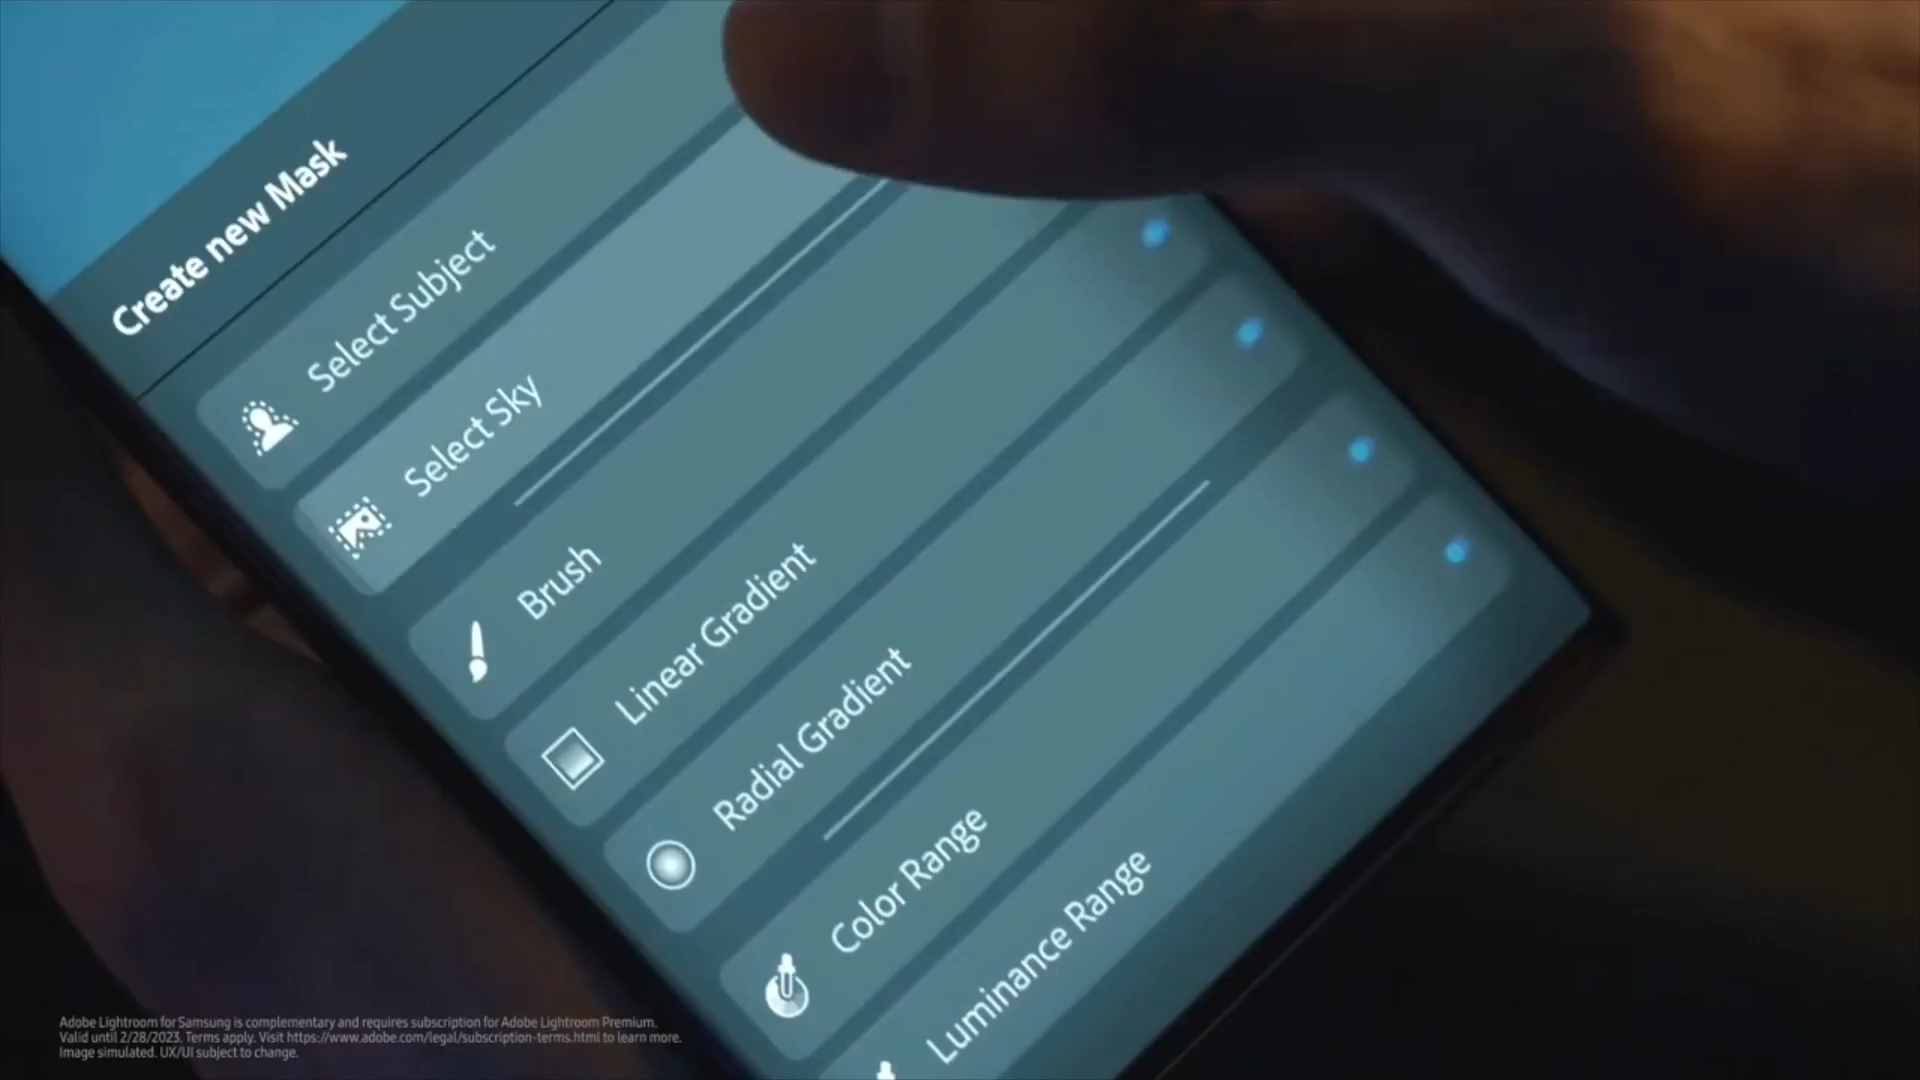 Create new Mask
Select Subject
Select Sky
Brush
Linear Gradient
Radial Gradient
Color Range
Luminance Range
Adobe Lightroom for Samsung is complementary and requires subscription for Adobe Lightroom Premium.
Valid until 2/28/2023. Terms apply. Visit https://www.adobe.com/legal/subscription-terms.html to learn more.
Image simulated. UX/UI subject to change.